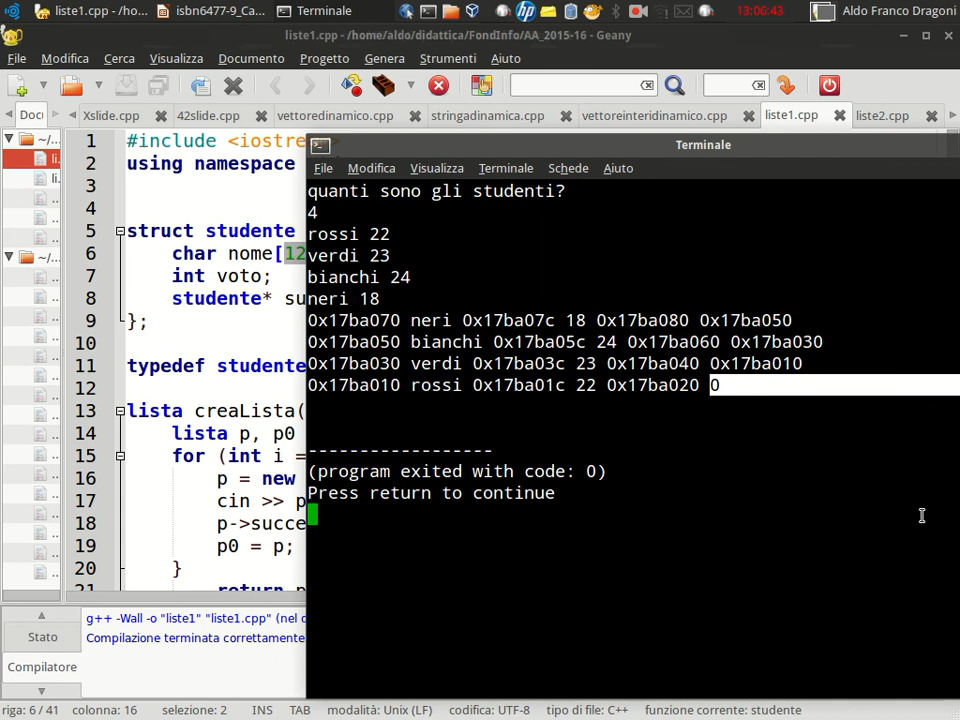 liste1.cpp - /ho...
isbn6477-9_Ca...
Terminale
13:06:43
Aldo Franco Dragoni
liste1.cpp - /home/aldo/didattica/FondInfo/AA_2015-16 - Geany
File Modifica Cerca Visualizza Documento Progetto Genera Strumenti Aiuto
Docu
Xslide.cpp 42slide.cpp vettoredinamico.cpp stringadinamica.cpp vettoreinteridinamico.cpp liste1.cpp liste2.cpp
1 #include <iostre
2 using namespace
3
4
5 struct studente
6 char nome[12
7 int voto;
8 studente* su
9 };
10
11 typedef studente
12
13 lista creaLista(
14 lista p, p0
15 for (int i =
16 p = new
17 cin >> p
18 p->succe
19 p0 = p;
20 }
21 return p
Terminale
File Modifica Visualizza Terminale Schede Aiuto
quanti sono gli studenti?
4
rossi 22
verdi 23
bianchi 24
neri 18
0x17ba070 neri 0x17ba07c 18 0x17ba080 0x17ba050
0x17ba050 bianchi 0x17ba05c 24 0x17ba060 0x17ba030
0x17ba030 verdi 0x17ba03c 23 0x17ba040 0x17ba010
0x17ba010 rossi 0x17ba01c 22 0x17ba020 0
------------------
(program exited with code: 0)
Press return to continue
Stato
Compilatore
g++ -Wall -o "liste1" "liste1.cpp" (nel d
Compilazione terminata correttamente
riga: 6 / 41 colonna: 16 selezione: 2 INS TAB modalità: Unix (LF) codifica: UTF-8 tipo di file: C++ funzione corrente: studente